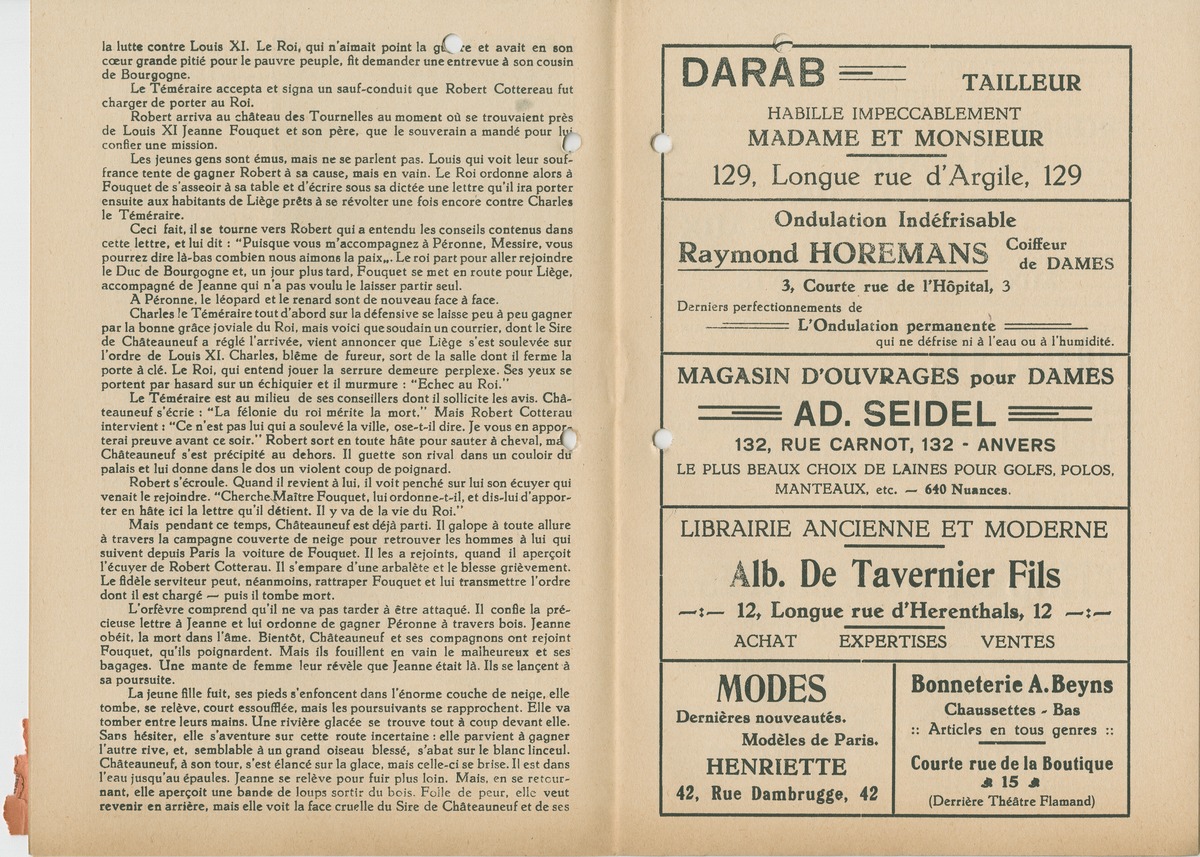 la lutte contre Louis XI. Le Roi, qui n'aimait point la et avait en son
cœur grande pitié pour le pauvre peuple, fit demander une entrevue à son cousin
de Bourgogne.
Le Téméraire accepta et signa un sauf-conduit que Robert Cottereau fut
charger de porter au Roi.
Robert arriva au château des Tournelles au moment où se trouvaient près
de Louis XI Jeanne Fouquet et son père, que le souverain a mandé pour lui
confier une mission.
Les jeunes gens sont émus, mais ne se parlent pas. Louis qui voit leur souf-
france tente de gagner Robert à sa cause, mais en vain. Le Roi ordonne alors à
Fouquet de s'asseoir à sa table et d'écrire sous sa dictée une lettre qu'il ira porter
ensuite aux habitants de Liège prêts à se révolter une fois encore contre Charles
le Téméraire.
Ceci fait, il se tourne vers Robert qui a entendu les conseils contenus dans
cette lettre, et lui dit : "Puisque vous m'accompagnez à Péronne, Messire, vous
pourrez dire là-bas combien nous aimons la paix„. Le roi part pour aller rejoindre
le Duc de Bourgogne et, un jour plus tard, Fouquet se met en route pour Liège,
accompagné de Jeanne qui n'a pas voulu le laisser partir seul.
A Péronne, le léopard et le renard sont de nouveau face à face.
Charles le Téméraire tout d'abord sur la défensive se laisse peu à peu gagner
par la bonne grâce joviale du Roi, mais voici que soudain un courrier, dont le Sire
de Châteauneuf a réglé l'arrivée, vient annoncer que Liège s'est soulevée sur
l'ordre de Louis XI. Charles, blême de fureur, sort de la salle dont il ferme la
porte à clé. Le Roi, qui entend jouer la serrure demeure perplexe. Ses yeux se
portent par hasard sur un échiquier et il murmure : "Echec au Roi."
Le Téméraire est au milieu de ses conseillers dont il sollicite les avis. Châ-
teauneuf s'écrie : "La félonie du roi mérite la mort." Mais Robert Cotterau
intervient : "Ce n'est pas lui qui a soulevé la ville, ose-t-il dire. Je vous en appor-
terai preuve avant ce soir." Robert sort en toute hâte pour sauter à cheval,
Châteauneuf s'est précipité au dehors. Il guette son rival dans un couloir du
palais et lui donne dans le dos un violent coup de poignard.
Robert s'écroule. Quand il revient à lui, il voit penché sur lui son écuyer qui
venait le rejoindre. "Cherche Maître Fouquet, lui ordonne-t-il, et dis-lui d'appor-
ter en hâte ici la lettre qu'il détient. Il y va de la vie du Roi."
Mais pendant ce temps, Châteauneuf est déjà parti. Il galope à toute allure
à travers la campagne couverte de neige pour retrouver les hommes à lui qui
suivent depuis Paris la voiture de Fouquet. Il les a rejoints, quand il aperçoit
l'écuyer de Robert Cotterau. Il s'empare d'une arbalète et le blesse grièvement.
Le fidèle serviteur peut, néanmoins, rattraper Fouquet et lui transmettre l'ordre
dont il est chargé — puis il tombe mort.
L'orfèvre comprend qu'il ne va pas tarder à être attaqué. Il confie la pré-
cieuse lettre à Jeanne et lui ordonne de gagner Péronne à travers bois. Jeanne
obéit, la mort dans l'âme. Bientôt, Châteauneuf et ses compagnons ont rejoint
Fouquet, qu'ils poignardent. Mais ils fouillent en vain le malheureux et ses
bagages. Une mante de femme leur révèle que Jeanne était là. Ils se lançent à
sa poursuite.
La jeune fille fuit, ses pieds s'enfoncent dans l'énorme couche de neige, elle
tombe, se relève, court essoufflée, mais les poursuivants se rapprochent. Elle va
tomber entre leurs mains. Une rivière glacée se trouve tout à coup devant elle.
Sans hésiter, elle s'aventure sur cette route incertaine : elle parvient à gagner
l'autre rive, et, semblable à un grand oiseau blessé, s'abat sur le blanc linceul.
Châteauneuf, à son tour, s'est élancé sur la glace, mais celle-ci se brise. Il est dans
l'eau jusqu'au épaules. Jeanne se relève pour fuir plus loin. Mais, en se retour-
nant, elle aperçoit une bande de loups sortir du bois. Folle de peur, elle veut
revenir en arrière, mais elle voit la face cruelle du Sire de Châteauneuf et de ses
DARAB TAILLEUR
HABILLE IMPECCABLEMENT
MADAME ET MONSIEUR
129, Longue rue d'Argile, 129
Ondulation Indéfrisable
Raymond HOREMANS Coiffeur
de DAMES
3, Courte rue de l'Hôpital, 3
Derniers perfectionnements de
L'Ondulation permanente
qui ne défrise ni à l'eau ou à l'humidité.
MAGASIN D'OUVRAGES pour DAMES
AD. SEIDEL
132, RUE CARNOT, 132 - ANVERS
LE PLUS BEAUX CHOIX DE LAINES POUR GOLFS, POLOS,
MANTEAUX, etc. — 640 Nuances.
LIBRAIRIE ANCIENNE ET MODERNE
Alb. De Tavernier Fils
—:— 12, Longue rue d'Herenthals, 12 —:—
ACHAT EXPERTISES VENTES
MODES
Dernières nouveautés.
Modèles de Paris.
HENRIETTE
42, Rue Dambrugge, 42
Bonneterie A. Beyns
Chaussettes - Bas
:: Articles en tous genres ::
Courte rue de la Boutique
15
(Derrière Théâtre Flamand)